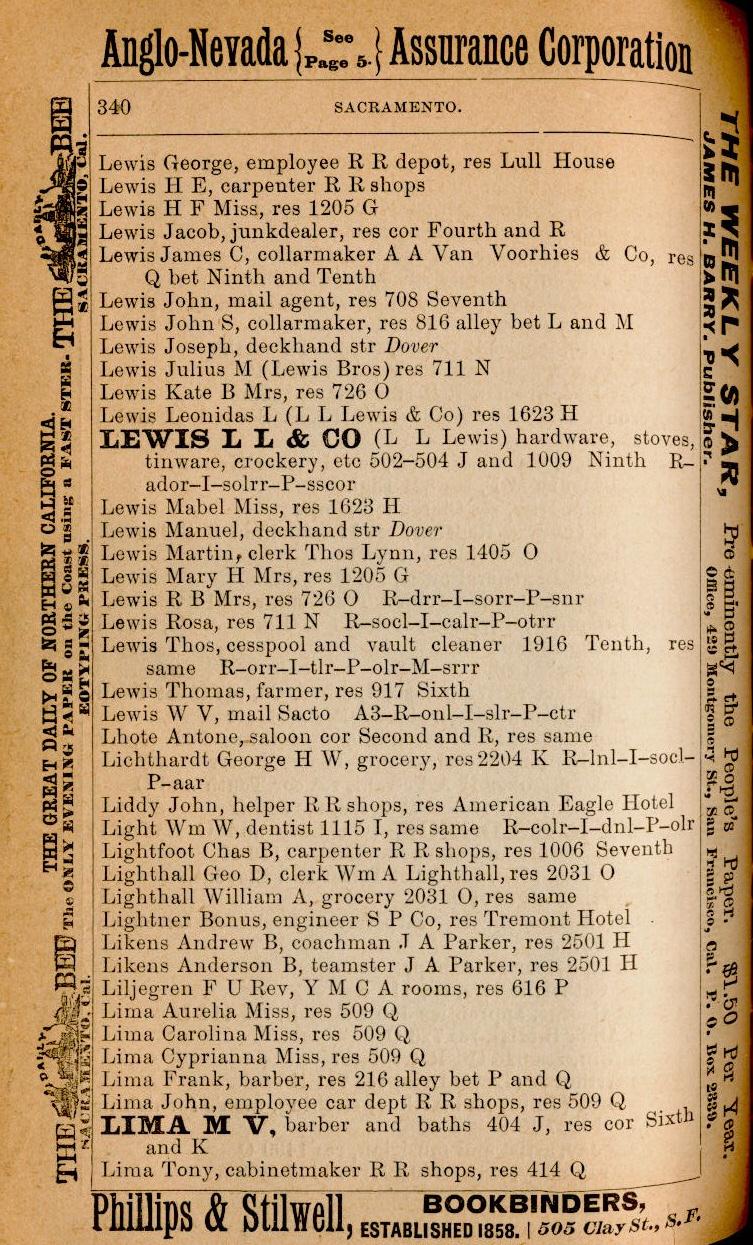 Anglo-Nevada { See Page 5. } Assurance Corporation
340 SACRAMENTO.
Lewis George, employee R R depot, res Lull House
Lewis H E, carpenter R R shops
Lewis H F Miss, res 1205 G
Lewis Jacob, junkdealer, res cor Fourth and R
Lewis James C, collarmaker A A Van Voorhies & Co, res
Q bet Ninth and Tenth
Lewis John, mail agent, res 708 Seventh
Lewis John S, collarmaker, res 816 alley bet L and M
Lewis Joseph, deckhand str Dover
Lewis Julius M (Lewis Bros) res 711 N
Lewis Kate B Mrs, res 726 O
Lewis Leonidas L (L L Lewis & Co) res 1623 H
LEWIS L L & CO (L L Lewis) hardware, stoves,
tinware, crockery, etc 502–504 J and 1009 Ninth R–
ador–I–solrr–P–sscor
Lewis Mabel Miss, res 1623 H
Lewis Manuel, deckhand str Dover
Lewis Martin, clerk Thos Lynn, res 1405 O
Lewis Mary H Mrs, res 1205 G
Lewis R B Mrs, res 726 O R–drr–I–sorr–P–snr
Lewis Rosa, res 711 N R–socl–I–calr–P–otrr
Lewis Thos, cesspool and vault cleaner 1916 Tenth, res
same R–orr–I–tlr–P–olr–M–srrr
Lewis Thomas, farmer, res 917 Sixth
Lewis W V, mail Sacto A3–R–onl–I–slr–P–ctr
Lhote Antone, saloon cor Second and R, res same
Lichthardt George H W, grocery, res 2204 K R–lnl–I–socl–
P–aar
Liddy John, helper R R shops, res American Eagle Hotel
Light Wm W, dentist 1115 I, res same R–colr–I–dnl–P–olr
Lightfoot Chas B, carpenter R R shops, res 1006 Seventh
Lighthall Geo D, clerk Wm A Lighthall, res 2031 O
Lighthall William A, grocery 2031 O, res same
Lightner Bonus, engineer S P Co, res Tremont Hotel
Likens Andrew B, coachman J A Parker, res 2501 H
Likens Anderson B, teamster J A Parker, res 2501 H
Liljegren F U Rev, Y M C A rooms, res 616 P
Lima Aurelia Miss, res 509 Q
Lima Carolina Miss, res 509 Q
Lima Cyprianna Miss, res 509 Q
Lima Frank, barber, res 216 alley bet P and Q
Lima John, employee car dept R R shops, res 509 Q
LIMA M V, barber and baths 404 J, res cor Sixth
and K
Lima Tony, cabinetmaker R R shops, res 414 Q
THE DAILY BEE THE GREAT DAILY OF NORTHERN CALIFORNIA. THE DAILY BEE
SACRAMENTO, Cal. The ONLY EVENING PAPER on the Coast using a FAST STER- SACRAMENTO, Cal.
EOTYPING PRESS.
THE WEEKLY STAR, Pre-eminently the People's Paper. $1.50 Per Year.
JAMES H. BARRY. Publisher. Office, 429 Montgomery St., San Francisco, Cal. P. O. Box 2339.
Phillips & Stilwell, BOOKBINDERS,
ESTABLISHED 1858. | 505 Clay St., S.F.